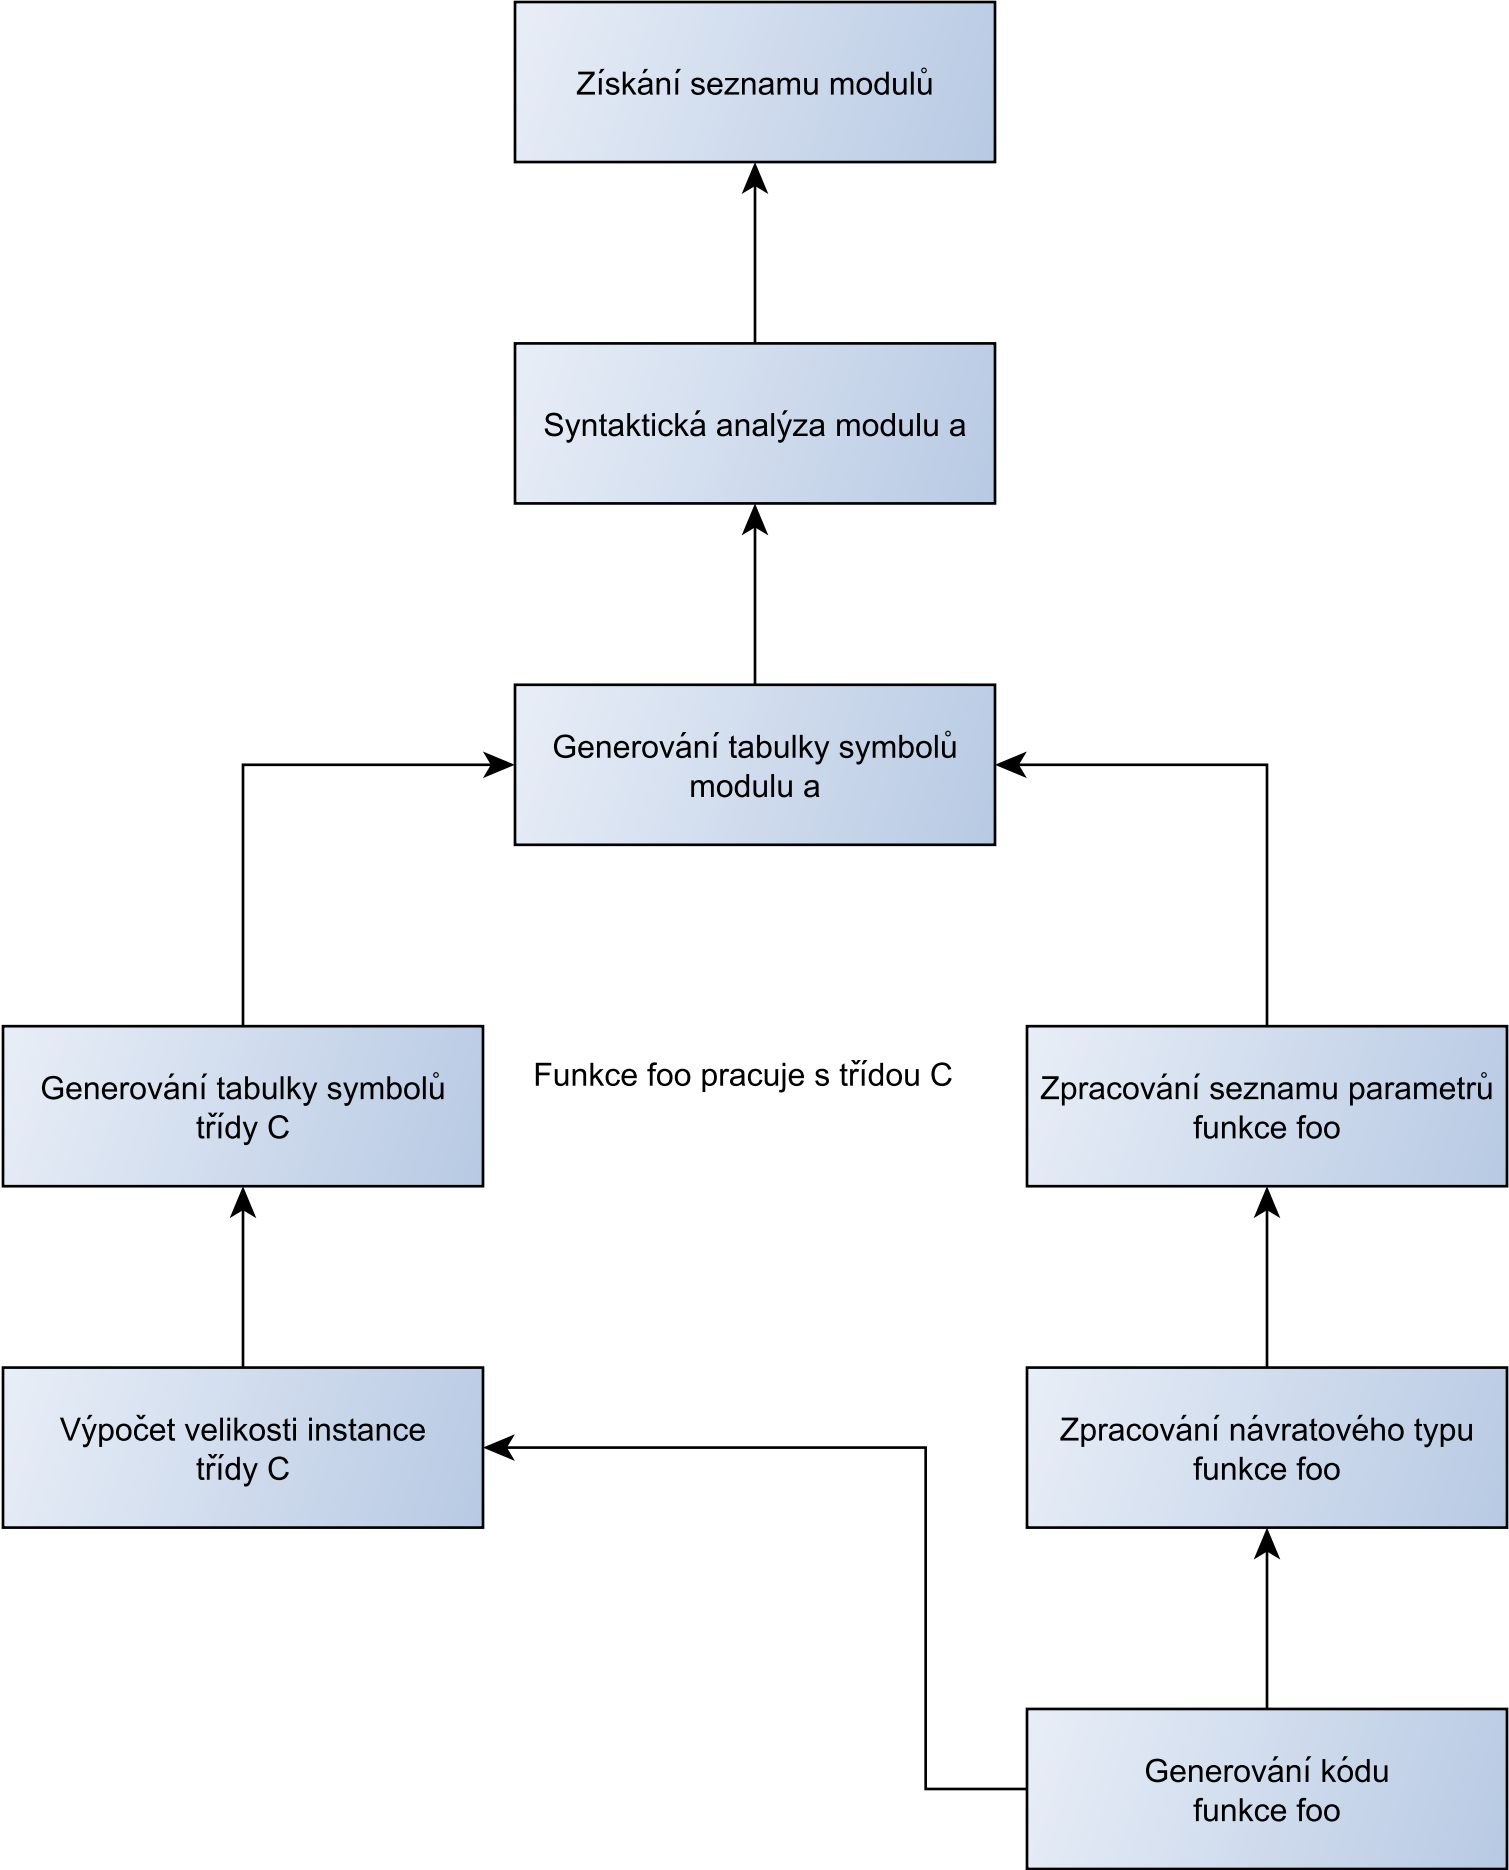 Získání seznamu modulů
Syntaktická analýza modulu a
Generování tabulky symbolů
modulu a
Generování tabulky symbolů
třídy C
Funkce foo pracuje s třídou C
Zpracování seznamu parametrů
funkce foo
Výpočet velikosti instance
třídy C
Zpracování návratového typu
funkce foo
Generování kódu
funkce foo